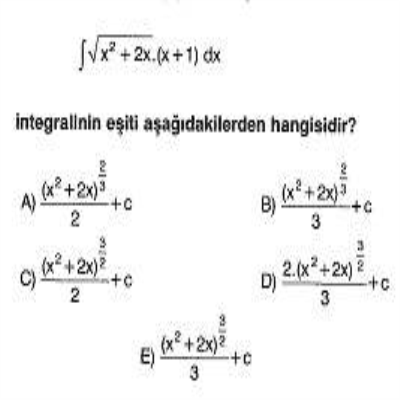 ∫√x² + 2x.(x + 1) dx
integralinin eşiti aşağıdakilerden hangisidir?
A) (x² + 2x)^(2/3) / 2 + c
B) (x² + 2x)^(2/3) / 3 + c
C) (x² + 2x)^(3/2) / 2 + c
D) 2.(x² + 2x)^(3/2) / 3 + c
E) (x² + 2x)^(3/2) / 3 + c